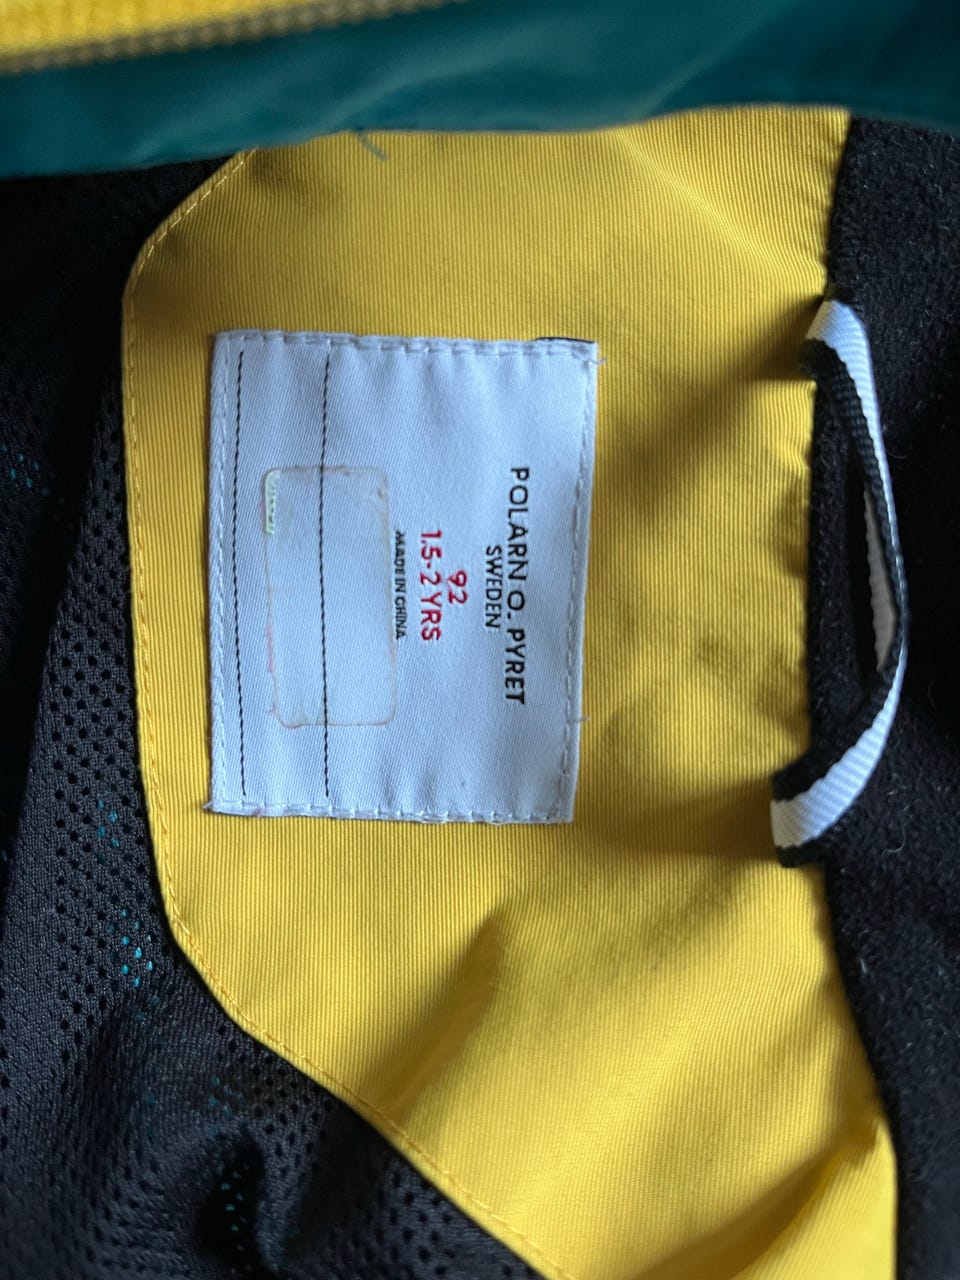 POLARN O. PYRET
SWEDEN
92
1.5-2 YRS
MADE IN CHINA